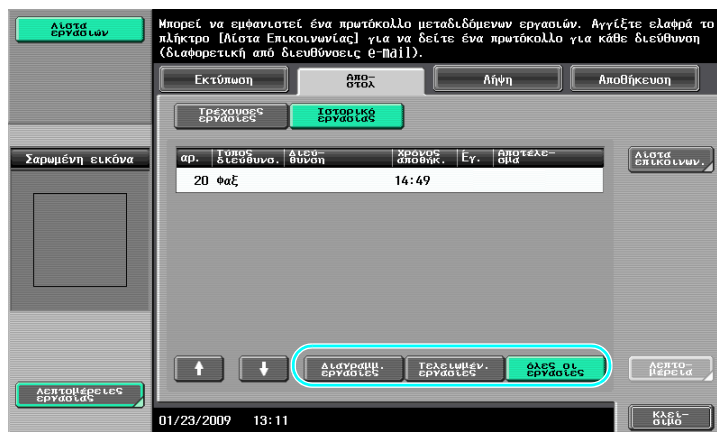 Λίστα
εργασιών
Μπορεί να εμφανιστεί ένα πρωτόκολλο μεταδιδόμενων εργασιών. Αγγίξτε ελαφρά το
πλήκτρο [Λίστα Επικοινωνίας] για να δείτε ένα πρωτόκολλο για κάθε διεύθυνση
(διαφορετική από διευθύνσεις e-mail).
Εκτύπωση
Απο-
στολ
Λήψη
Αποθήκευση
Τρέχουσες
εργασίες
Ιστορικό
εργασίας
Σαρωμένη εικόνα
αρ.
Τύπος
διεύθυνσ.
Διεύ-
θυνση
Χρόνος
αποθήκ.
Εγ.
Αποτέλε-
σμα
Λίστα
επικοινων.
20 Φαξ 14:49
Διαγραμμ.
εργασίες
Τελειωμέν.
εργασίες
όλες οι
εργασίες
Λεπτο-
μέρεια
Λεπτομέρειες
εργασίας
01/23/2009 13:11
Κλεί-
σιμο